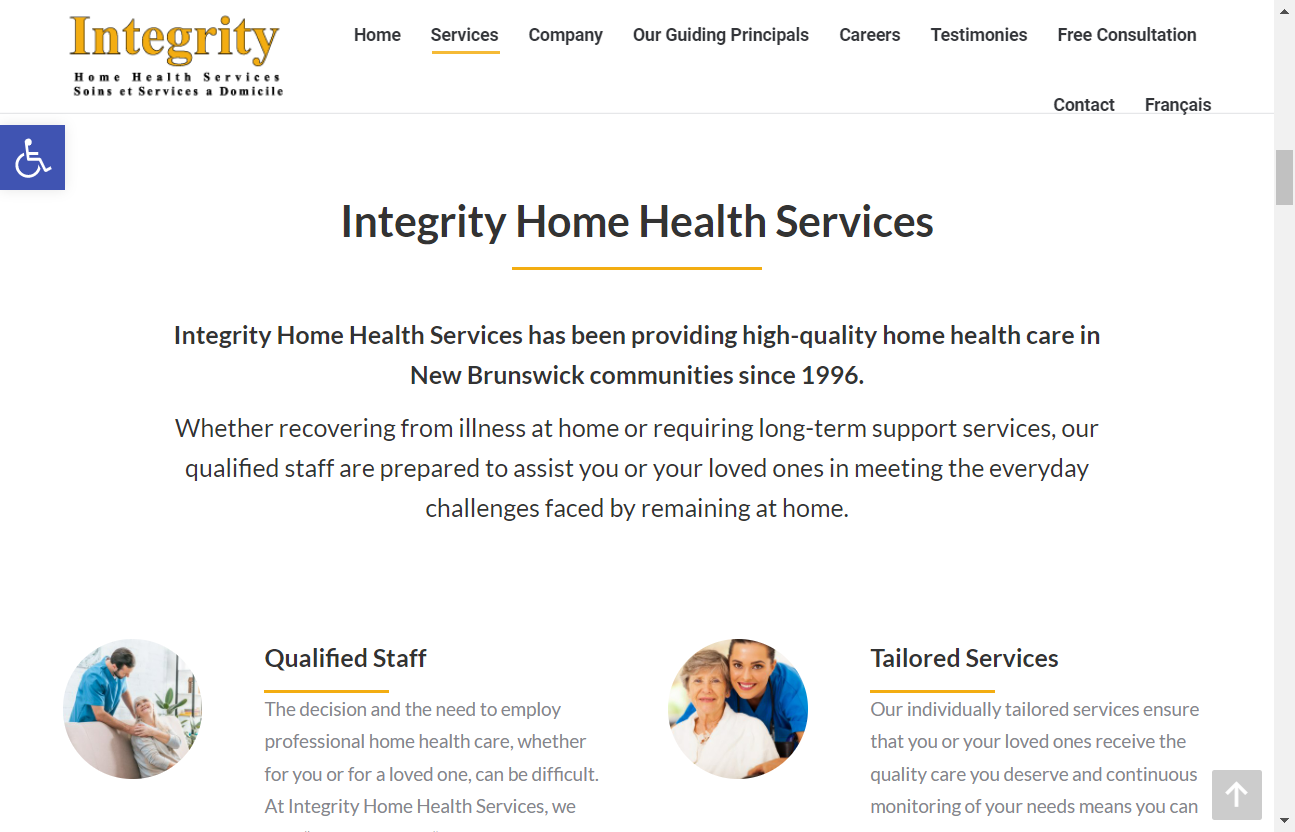 Integrity
Home Health Services
Soins et Services a Domicile
Home Services Company Our Guiding Principals Careers Testimonies Free Consultation
Contact Français
Integrity Home Health Services
Integrity Home Health Services has been providing high-quality home health care in
New Brunswick communities since 1996.
Whether recovering from illness at home or requiring long-term support services, our
qualified staff are prepared to assist you or your loved ones in meeting the everyday
challenges faced by remaining at home.
Qualified Staff
The decision and the need to employ
professional home health care, whether
for you or for a loved one, can be difficult.
At Integrity Home Health Services, we
Tailored Services
Our individually tailored services ensure
that you or your loved ones receive the
quality care you deserve and continuous
monitoring of your needs means you can